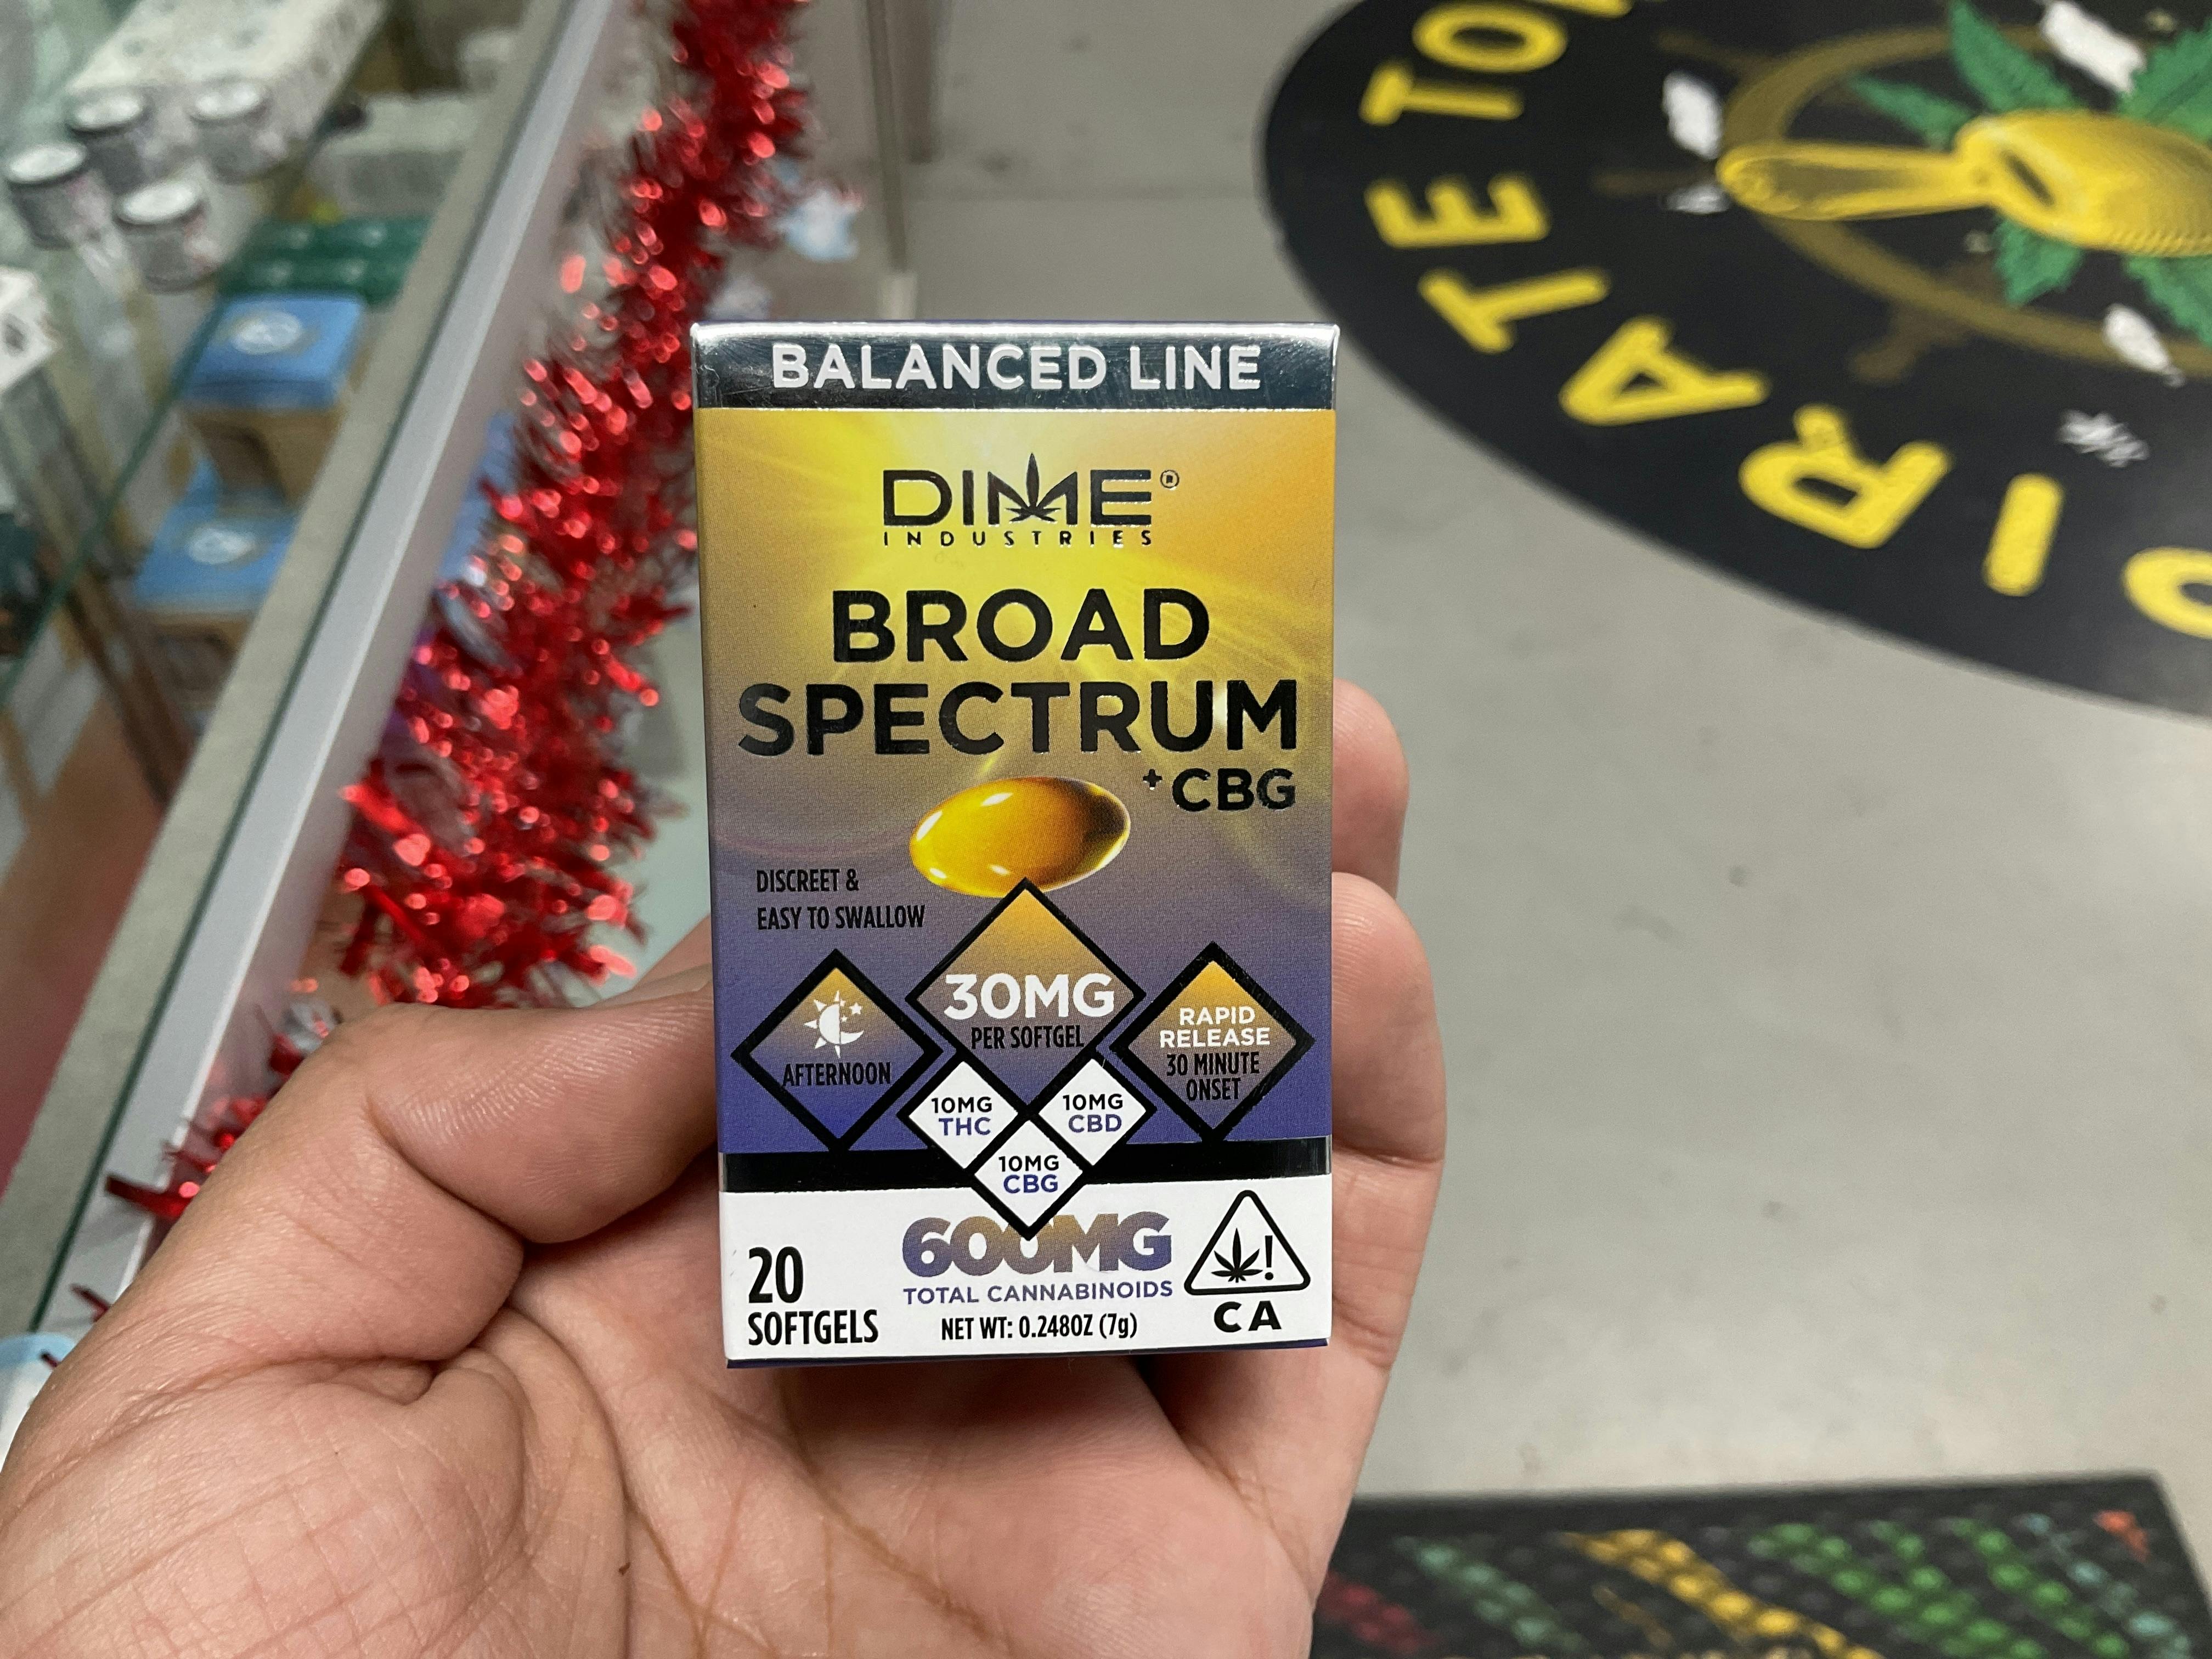 BALANCED LINE
DIME®
INDUSTRIES
BROAD
SPECTRUM
+CBG
DISCREET &
EASY TO SWALLOW
30MG
PER SOFTGEL
AFTERNOON
RAPID
RELEASE
30 MINUTE
ONSET
10MG
THC
10MG
CBD
10MG
CBG
20
SOFTGELS
600MG
TOTAL CANNABINOIDS
NET WT: 0.248OZ (7g)
CA
PIRATE